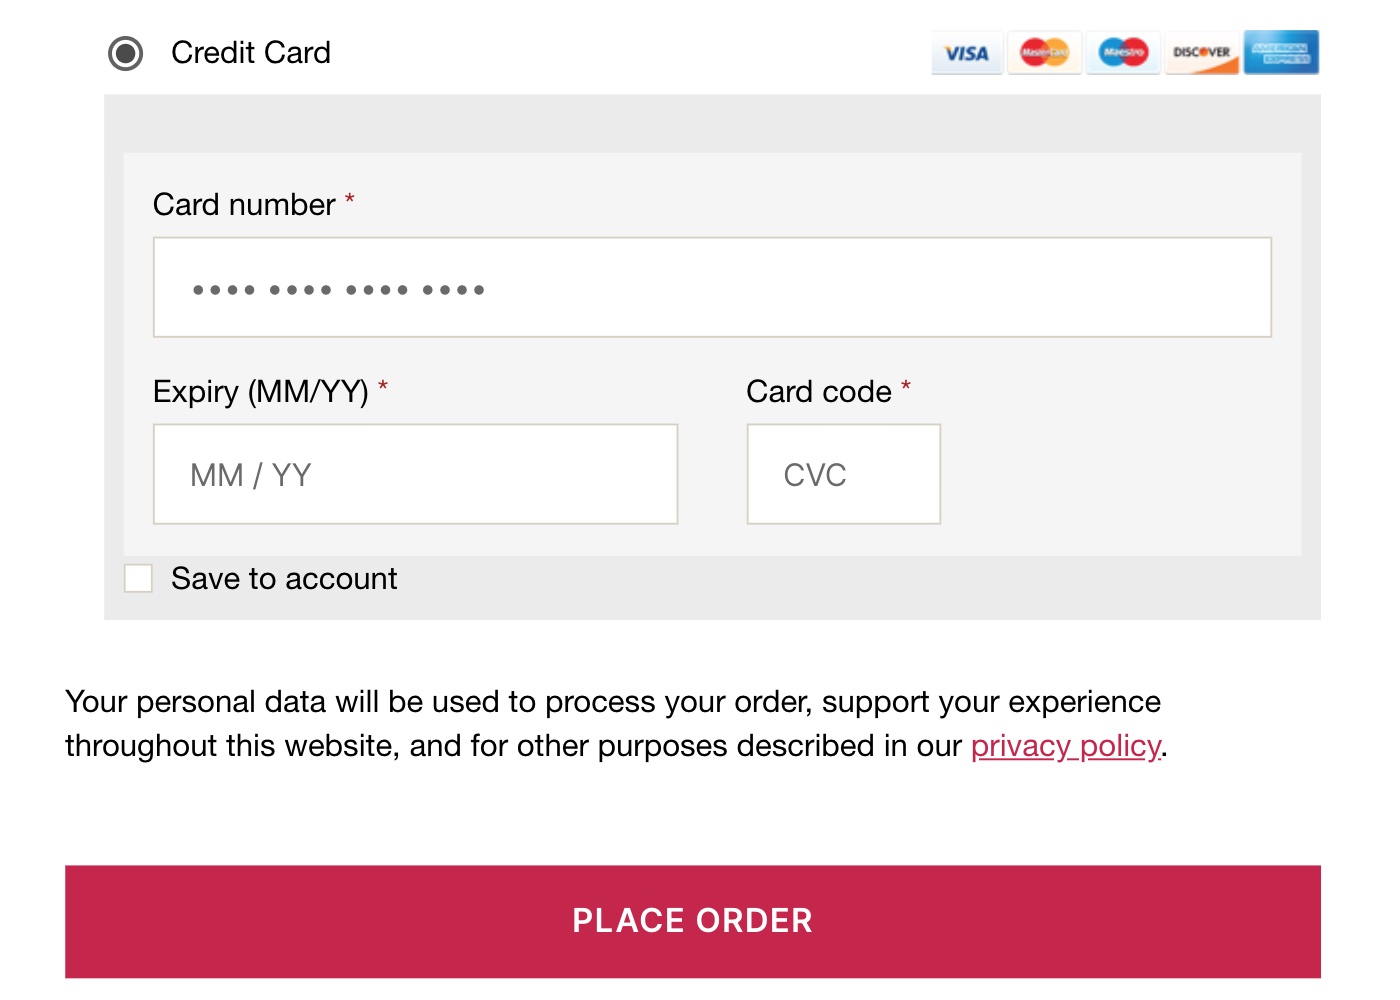 Credit Card
VISA MasterCard Maestro DISCOVER AMERICAN EXPRESS
Card number *
•••• •••• •••• ••••
Expiry (MM/YY) * Card code *
MM / YY CVC
Save to account
Your personal data will be used to process your order, support your experience
throughout this website, and for other purposes described in our privacy policy.
PLACE ORDER